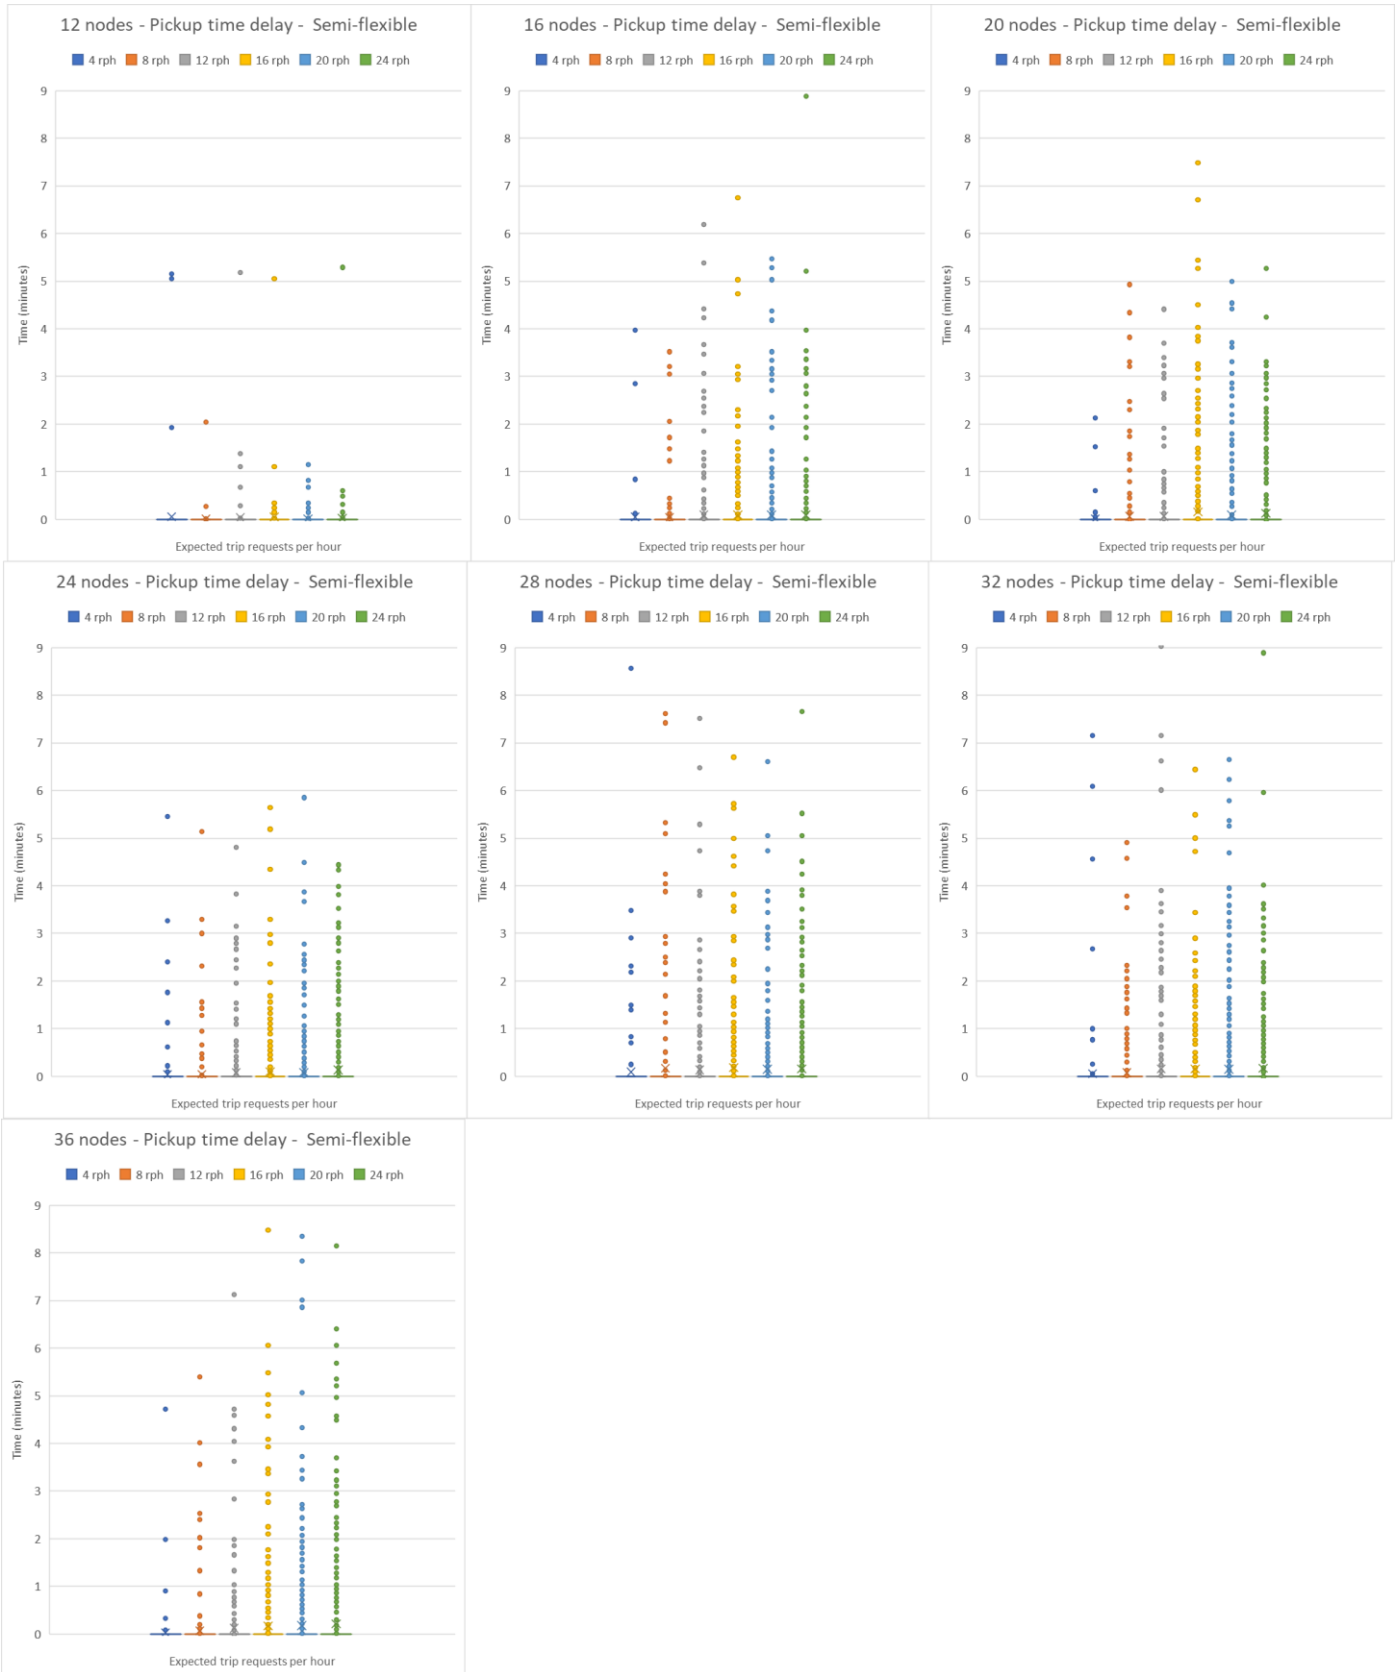 12 nodes - Pickup time delay - Semi-flexible
4 rph 8 rph 12 rph 16 rph 20 rph 24 rph
9
8
7
6
5
4
3
2
1
0
Time (minutes)
Expected trip requests per hour
16 nodes - Pickup time delay - Semi-flexible
4 rph 8 rph 12 rph 16 rph 20 rph 24 rph
9
8
7
6
5
4
3
2
1
0
Time (minutes)
Expected trip requests per hour
20 nodes - Pickup time delay - Semi-flexible
4 rph 8 rph 12 rph 16 rph 20 rph 24 rph
9
8
7
6
5
4
3
2
1
0
Time (minutes)
Expected trip requests per hour
24 nodes - Pickup time delay - Semi-flexible
4 rph 8 rph 12 rph 16 rph 20 rph 24 rph
9
8
7
6
5
4
3
2
1
0
Time (minutes)
Expected trip requests per hour
28 nodes - Pickup time delay - Semi-flexible
4 rph 8 rph 12 rph 16 rph 20 rph 24 rph
9
8
7
6
5
4
3
2
1
0
Time (minutes)
Expected trip requests per hour
32 nodes - Pickup time delay - Semi-flexible
4 rph 8 rph 12 rph 16 rph 20 rph 24 rph
9
8
7
6
5
4
3
2
1
0
Time (minutes)
Expected trip requests per hour
36 nodes - Pickup time delay - Semi-flexible
4 rph 8 rph 12 rph 16 rph 20 rph 24 rph
9
8
7
6
5
4
3
2
1
0
Time (minutes)
Expected trip requests per hour